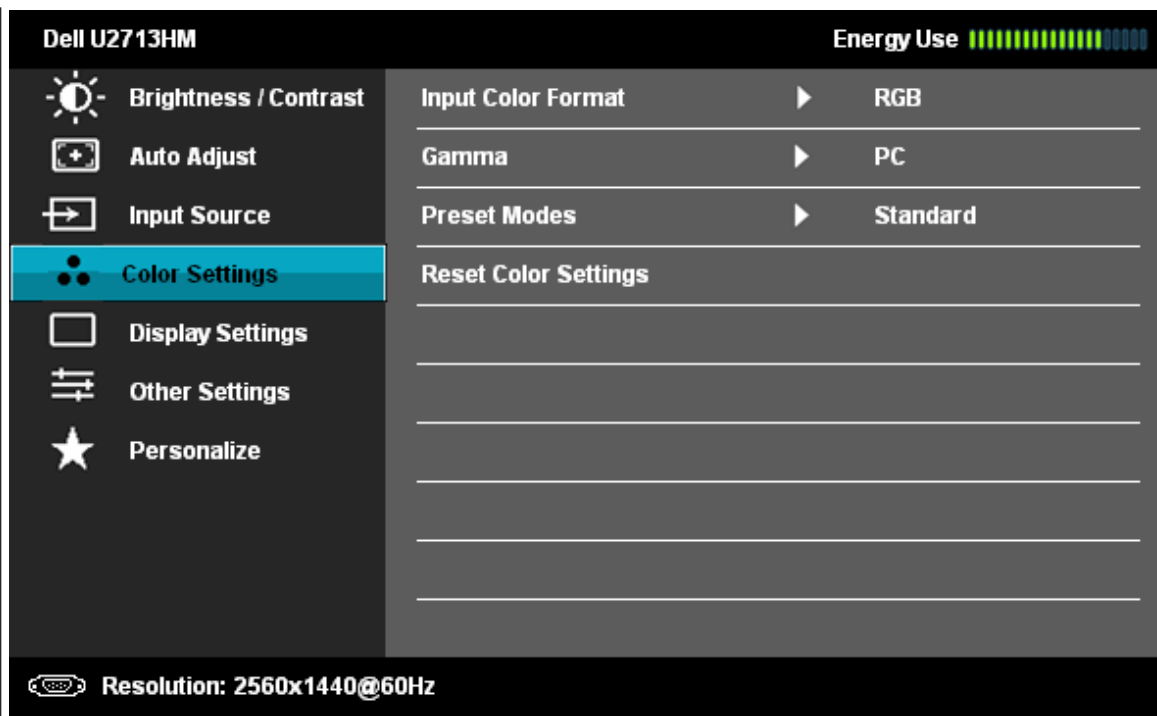 Dell U2713HM Energy Use
Brightness / Contrast Input Color Format RGB
Auto Adjust Gamma PC
Input Source Preset Modes Standard
Color Settings Reset Color Settings
Display Settings
Other Settings
Personalize
Resolution: 2560x1440@60Hz